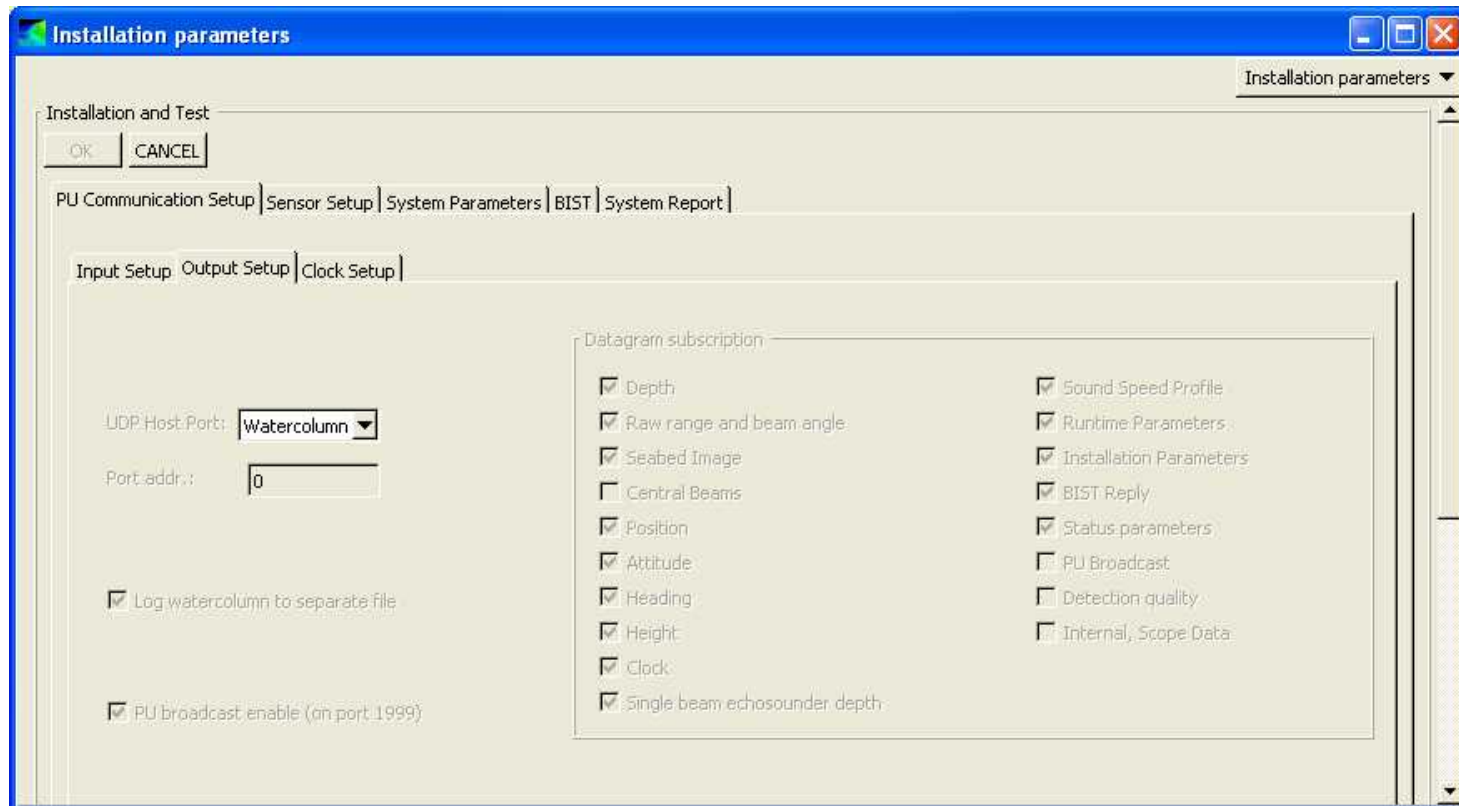 Installation parameters
Installation parameters
Installation and Test
OK CANCEL
PU Communication Setup Sensor Setup System Parameters BIST System Report
Input Setup Output Setup Clock Setup
UDP Host Port: Watercolumn
Port addr.: 0
Log watercolumn to separate file
PU broadcast enable (on port 1999)
Datagram subscription
Depth
Raw range and beam angle
Seabed Image
Central Beams
Position
Attitude
Heading
Height
Clock
Single beam echosounder depth
Sound Speed Profile
Runtime Parameters
Installation Parameters
BIST Reply
Status parameters
PU Broadcast
Detection quality
Internal, Scope Data